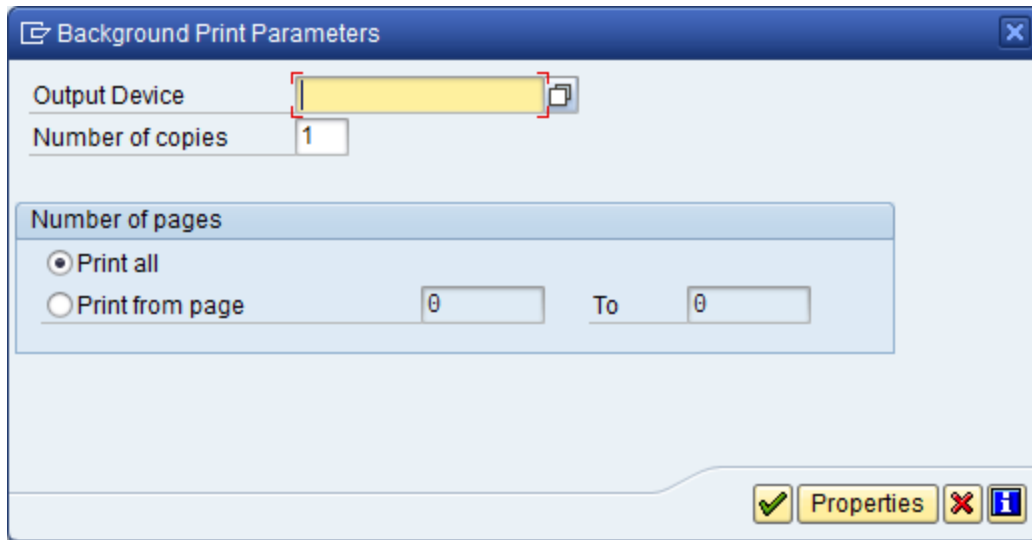 Background Print Parameters
Output Device
Number of copies 1
Number of pages
Print all
Print from page 0 To 0
Properties